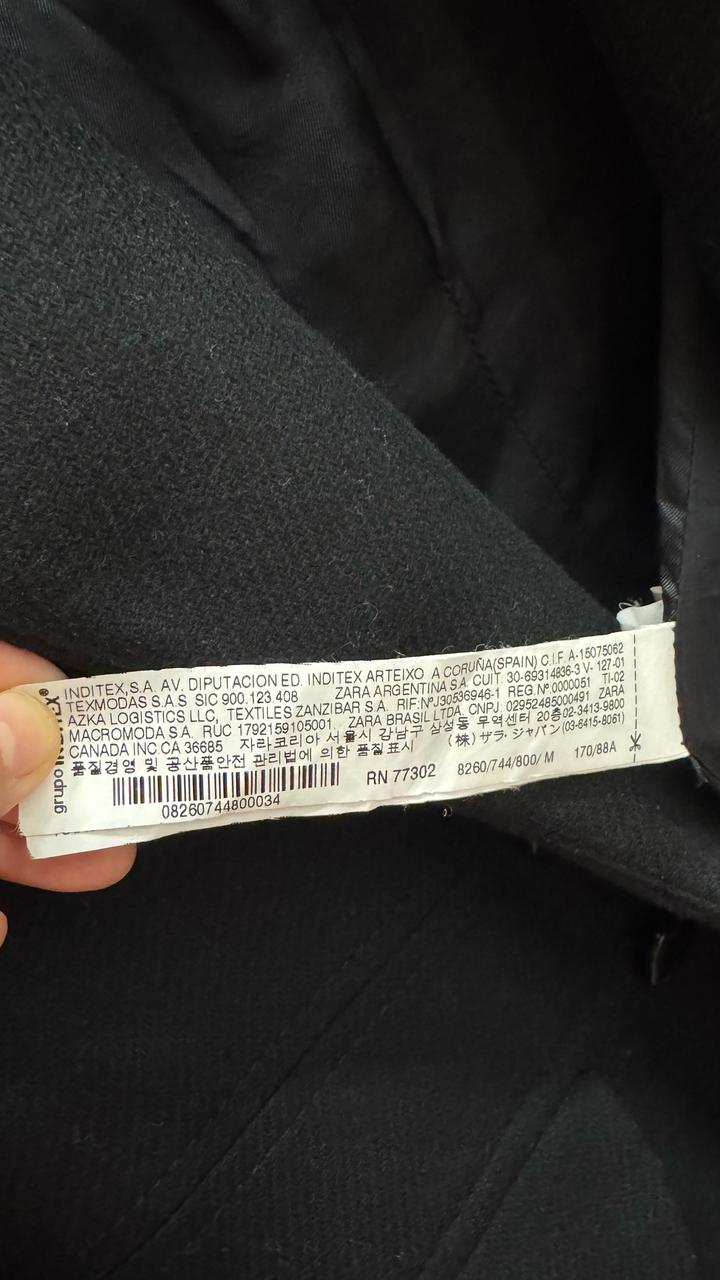 grupo INDITEX®
INDITEX,S.A. AV. DIPUTACION ED. INDITEX ARTEIXO A CORUÑA(SPAIN) C.I.F. A-15075062
TEXMODAS S.A.S SIC 900.123.408 ZARA ARGENTINA S.A. CUIT. 30-69314836-3 V- 127-01
AZKA LOGISTICS LLC, TEXTILES ZANZIBAR S.A. RIF:NºJ30536946-1 REG.Nº 0000051 TI-02
MACROMODA S.A. RUC 1792159105001. ZARA BRASIL LTDA. CNPJ. 02952485000491 ZARA
CANADA INC CA 36685 자라코리아 서울시 강남구 삼성동 무역센터 20층02-3413-9800
품질경영 및 공산품안전 관리법에 의한 품질표시 (株) ザラ・ジャパン(03-6415-8061)
RN 77302 8260/744/800/ M 170/88A
08260744800034